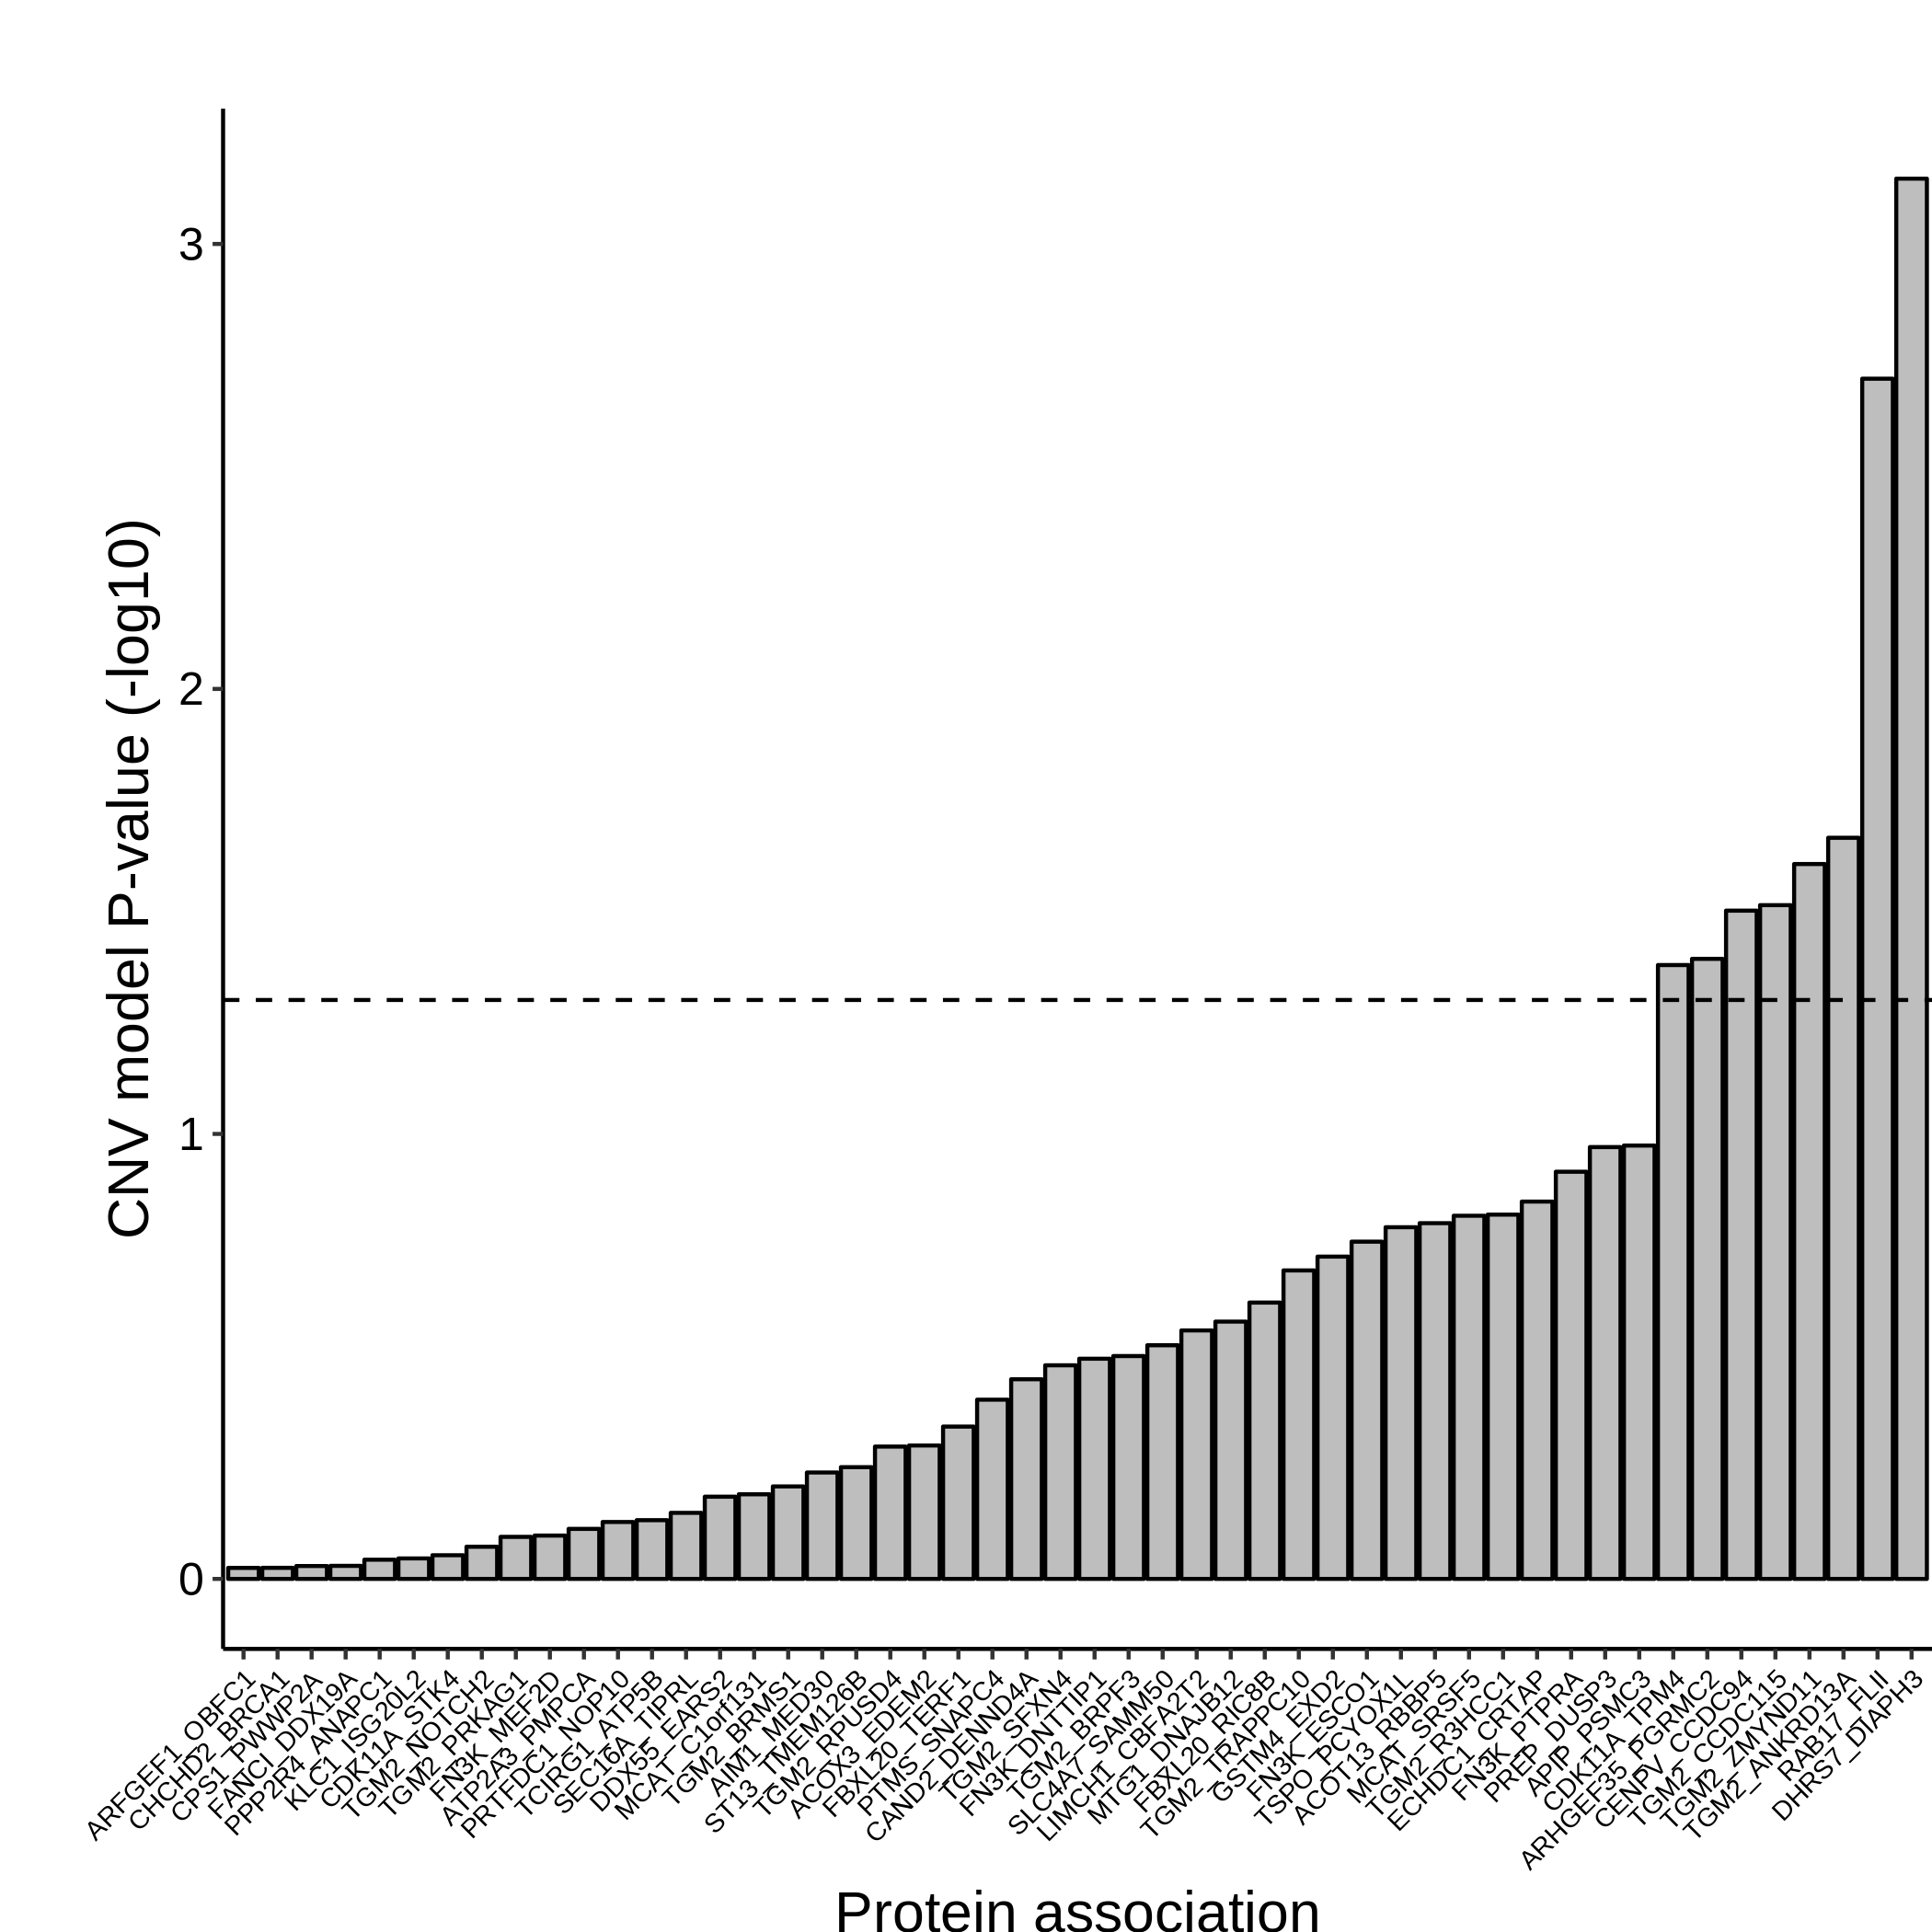 CNV model P-value (-log10)
3
2
1
0
ARFGEF1_OBFC1
CHCHD2_BRCA1
CPS1_PWWP2A
FANCI_DDX19A
PPP2R4_ANAPC1
KLC1_ISG20L2
CDK11A_STK4
TGM2_NOTCH2
TGM2_PRKAG1
FN3K_MEF2D
ATP2A3_PMPCA
PRTFDC1_NOP10
TCIRG1_ATP5B
SEC16A_TIPRL
DDX55_EARS2
MCAT_C1orf131
TGM2_BRMS1
AIM1_MED30
ST13_TMEM126B
TGM2_RPUSD4
ACOX3_EDEM2
FBXL20_TERF1
PTMS_SNAPC4
CAND2_DENND4A
TGM2_SFXN4
FN3K_DNTTIP1
TGM2_BRPF3
SLC4A7_SAMM50
LIMCH1_CBFA2T2
MTG1_DNAJB12
FBXL20_RIC8B
TGM2_TRAPPC10
GSTM4_EXD2
FN3K_ESCO1
TSPO_PCYOX1L
ACOT13_RBBP5
MCAT_SRSF5
TGM2_R3HCC1
ECHDC1_CRTAP
FN3K_PTPRA
PREP_DUSP3
APIP_PSMC3
CDK11A_TPM4
ARHGEF35_PGRMC2
CENPV_CCDC94
TGM2_CCDC115
TGM2_ZMYND11
TGM2_ANKRD13A
RAB17_FLII
DHRS7_DIAPH3
Protein association